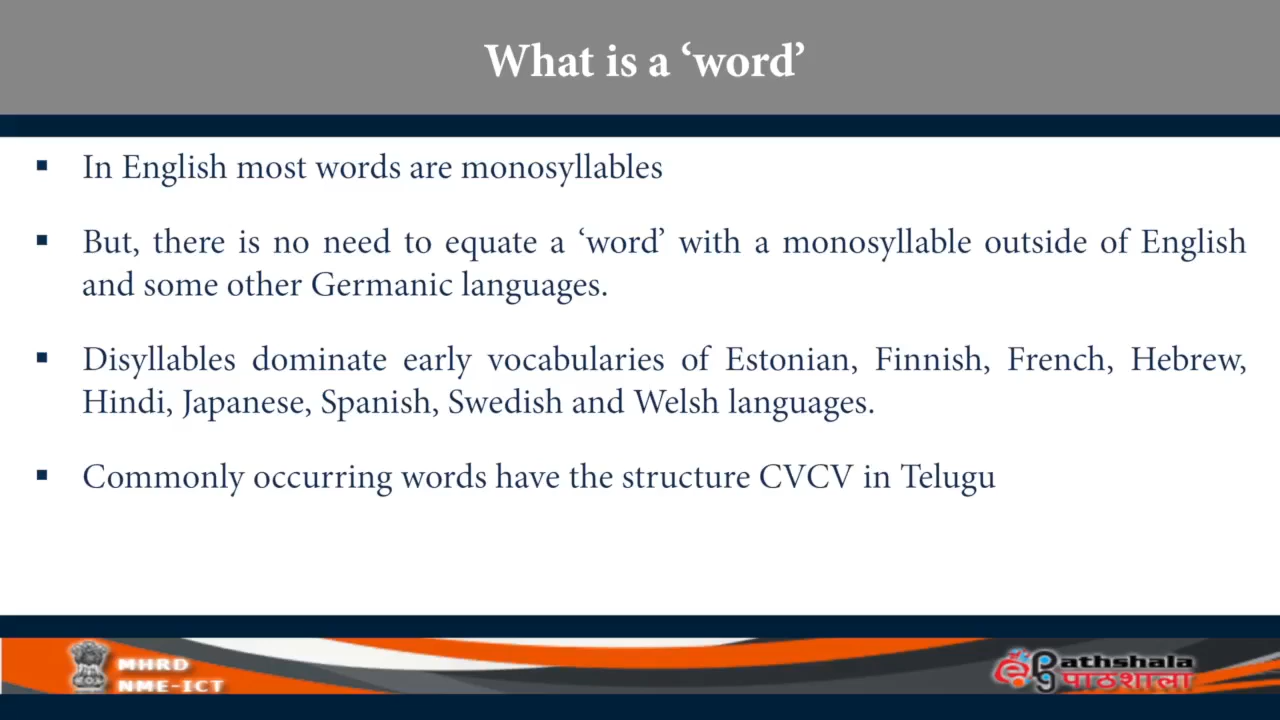 What is a ‘word’
▪ In English most words are monosyllables
▪ But, there is no need to equate a ‘word’ with a monosyllable outside of English
and some other Germanic languages.
▪ Disyllables dominate early vocabularies of Estonian, Finnish, French, Hebrew,
Hindi, Japanese, Spanish, Swedish and Welsh languages.
▪ Commonly occurring words have the structure CVCV in Telugu
MHRD
NME-ICT
epathshala
पाठशाला